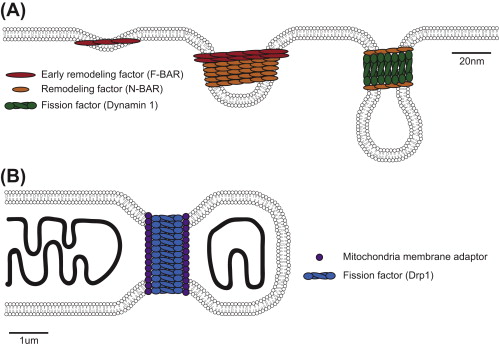 (A)
20nm
Early remodeling factor (F-BAR)
Remodeling factor (N-BAR)
Fission factor (Dynamin 1)
(B)
Mitochondria membrane adaptor
Fission factor (Drp1)
1um